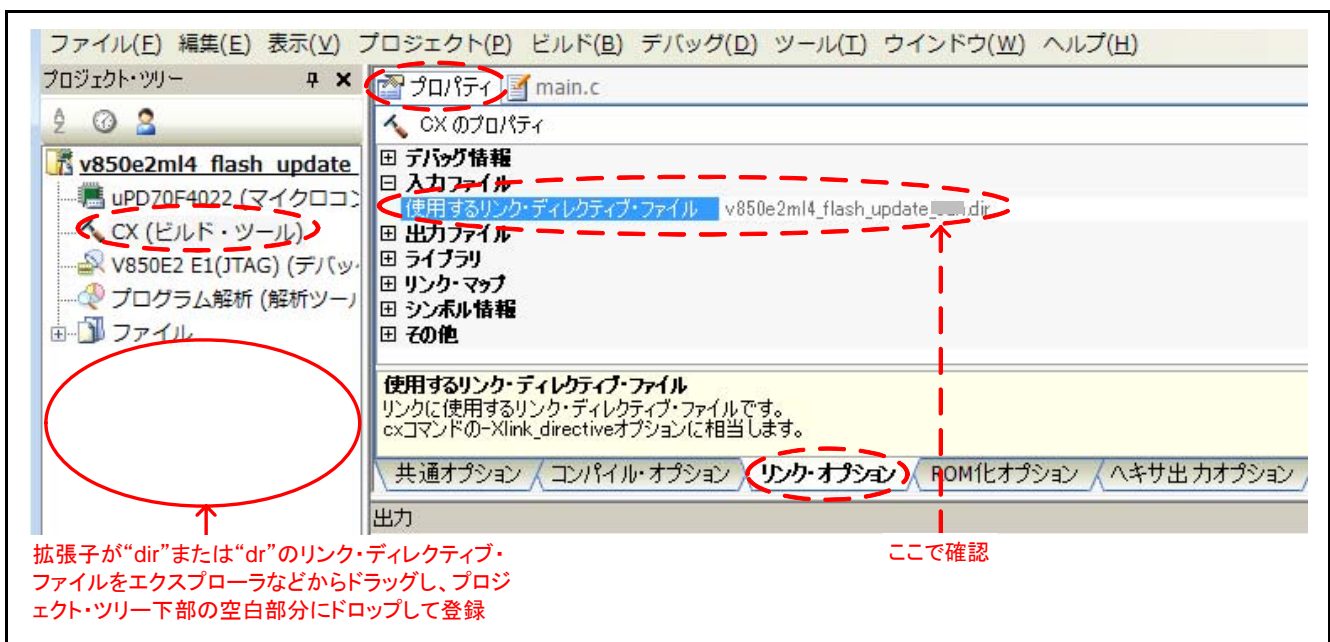 ファイル(F) 編集(E) 表示(V) プロジェクト(P) ビルド(B) デバッグ(D) ツール(T) ウインドウ(W) ヘルプ(H)
プロジェクト・ツリー
プロパティ
main.c
CX のプロパティ
v850e2ml4_flash_update_
uPD70F4022 (マイクロコン
CX (ビルド・ツール)
V850E2 E1(JTAG) (デバッ
プログラム解析 (解析ツール
ファイル
デバッグ情報
入力ファイル
使用するリンク・ディレクティブ・ファイル v850e2ml4_flash_update_ .dir
出力ファイル
ライブラリ
リンク・マップ
シンボル情報
その他
使用するリンク・ディレクティブ・ファイル
リンクに使用するリンク・ディレクティブ・ファイルです。
cxコマンドの-Xlink_directiveオプションに相当します。
共通オプション コンパイル・オプション リンク・オプション ROM化オプション ヘキサ出力オプション
出力
拡張子が“dir”または“dr”のリンク・ディレクティブ・
ファイルをエクスプローラなどからドラッグし、プロジ
ェクト・ツリー下部の空白部分にドロップして登録
ここで確認